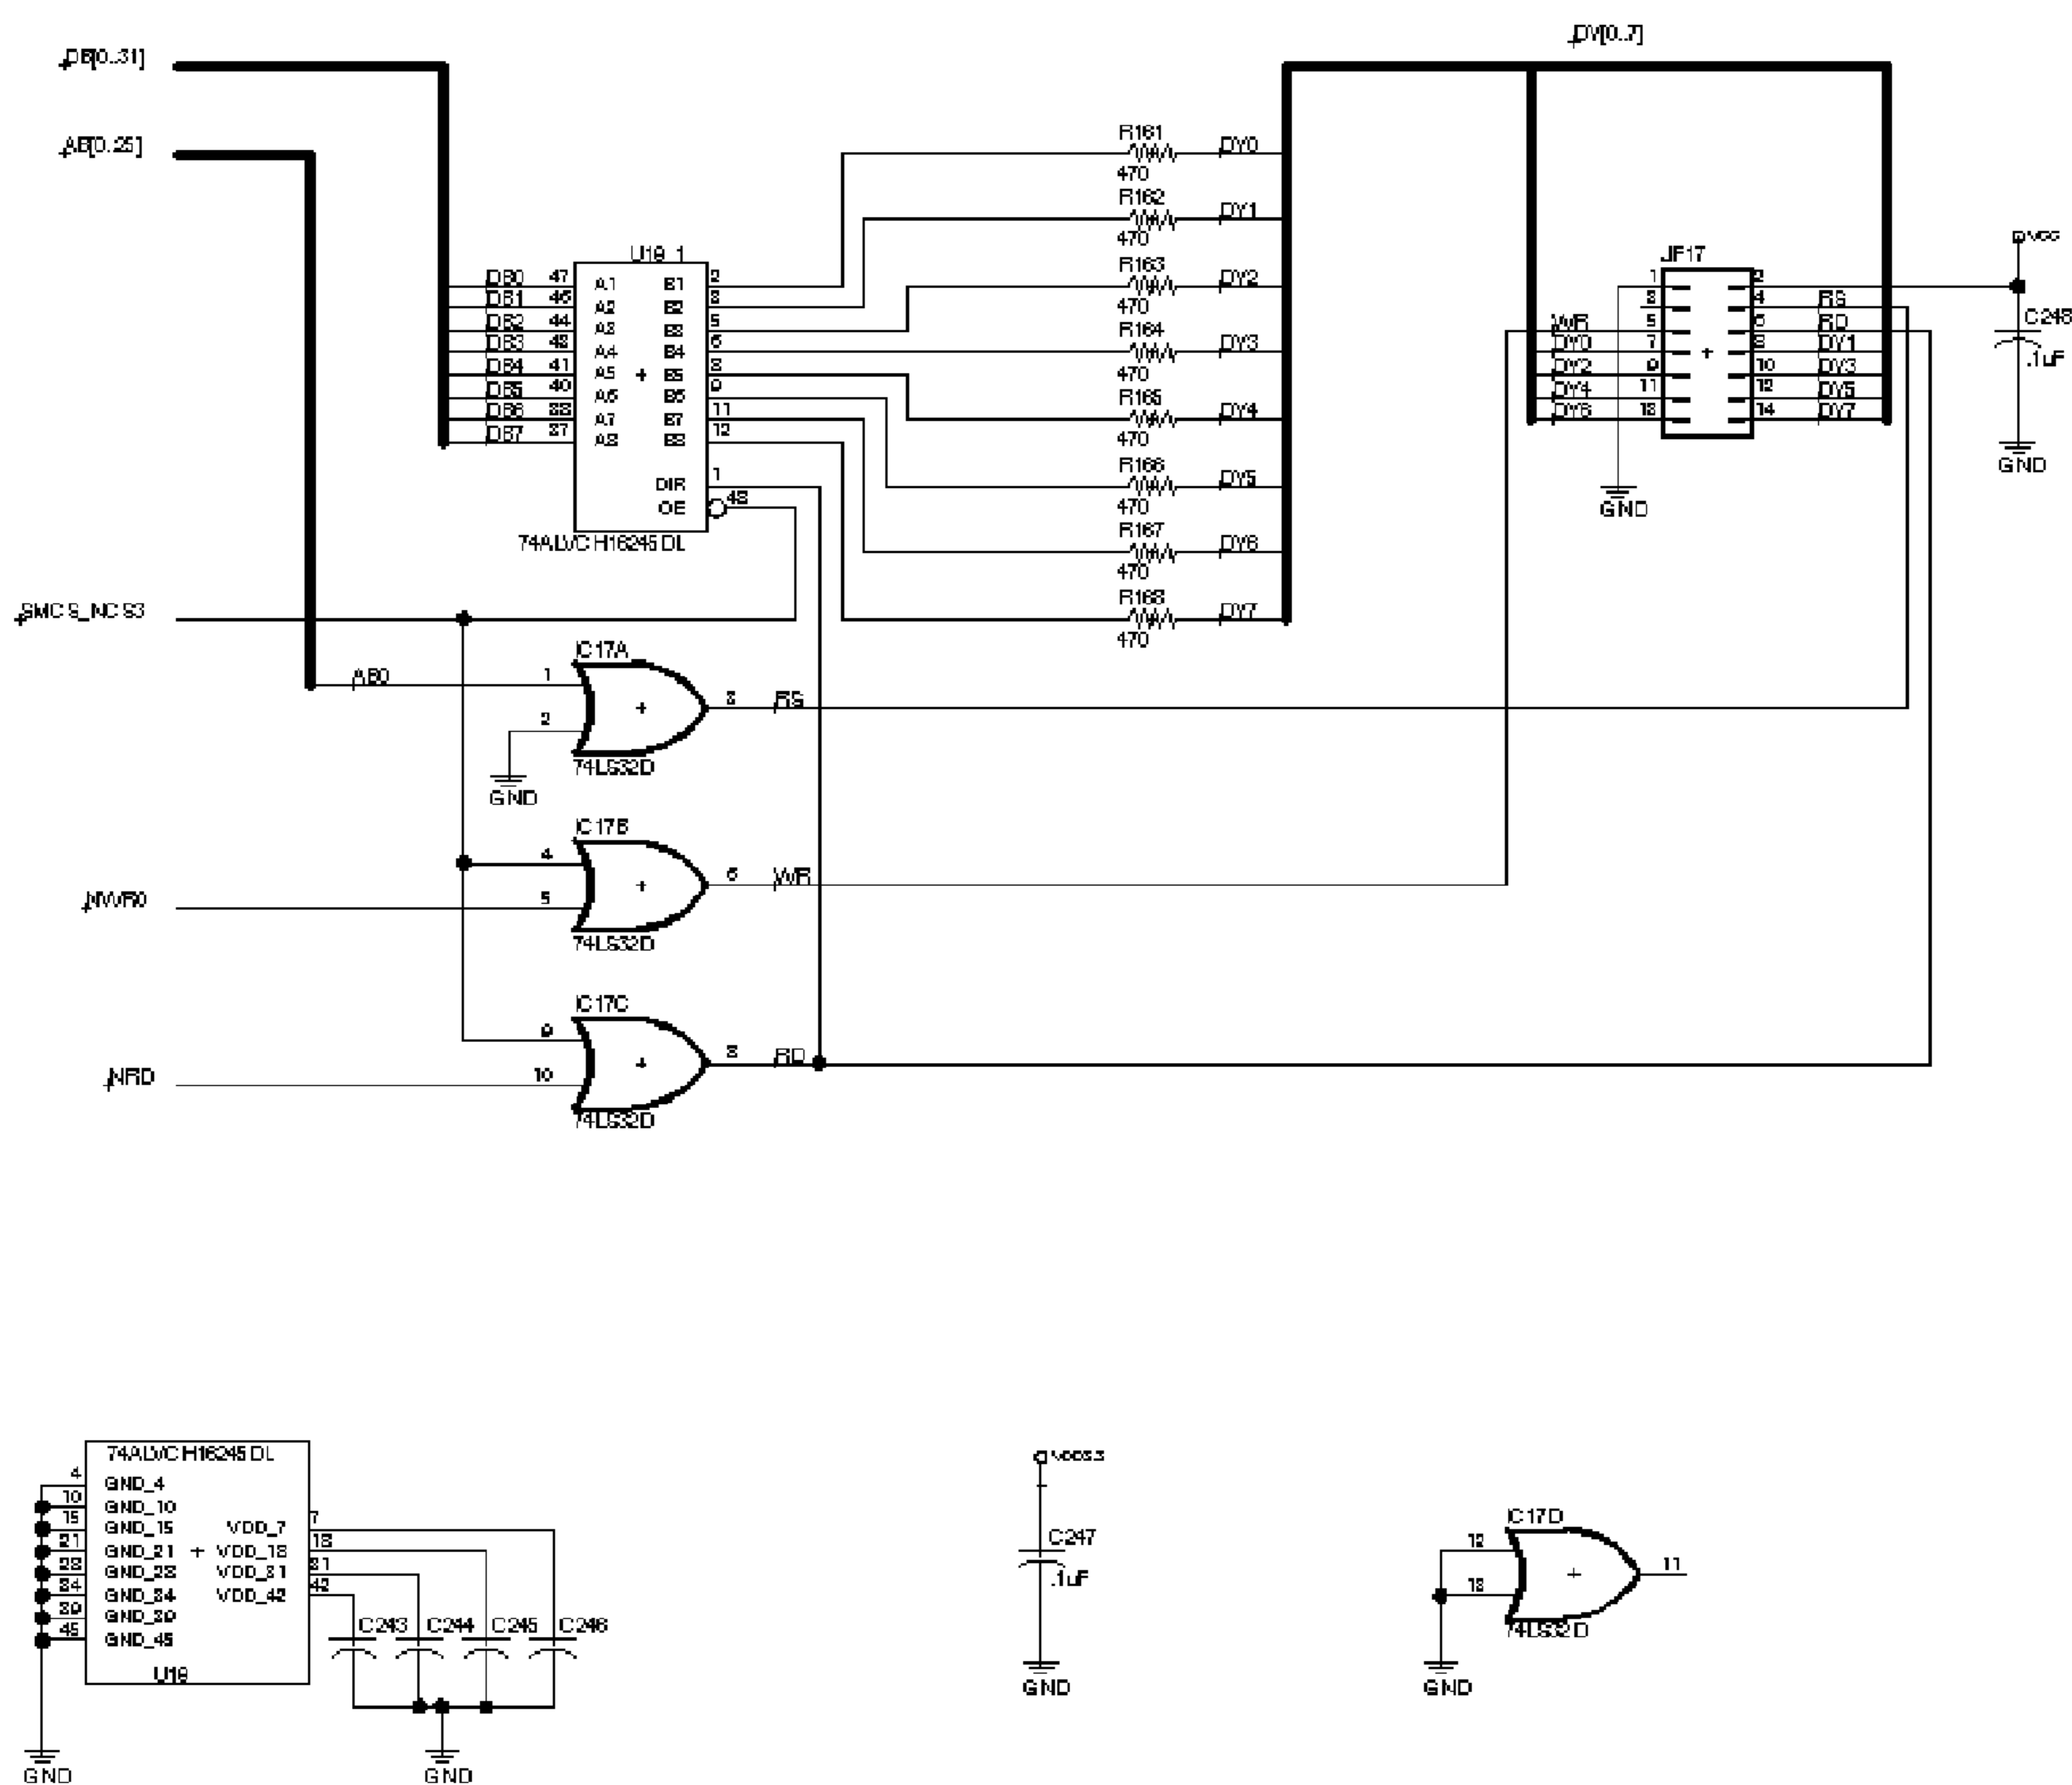 DB[0..31]
AB[0..25]
DY[0..7]
R161
470
DY0
R162
470
DY1
R163
470
DY2
R164
470
DY3
R165
470
DY4
R166
470
DY5
R167
470
DY6
R168
470
DY7
DB0 47 A1 B1 2
DB1 46 A2 B2 3
DB2 44 A3 B3 5
DB3 43 A4 B4 6
DB4 41 A5 B5 8
DB5 40 A6 B6 9
DB6 38 A7 B7 11
DB7 37 A8 B8 12
DIR 1
OE 48
74ALVCH16245DL
JF17
1 2
3 4 RS
WR 5 6 RD
DY0 7 8 DY1
DY2 9 10 DY3
DY4 11 12 DY5
DY6 13 14 DY7
GND
C248
.1uF
GND
SMCS_NCS3
IC17A
AB0 1
2
3 RS
74LS32D
GND
IC17B
4
NWR0 5
6 WR
74LS32D
IC17C
9
NRD 10
8 RD
74LS32D
74ALVCH16245DL
4 GND_4
10 GND_10
15 GND_15 VDD_7 7
21 GND_21 VDD_18 18
28 GND_28 VDD_31 31
34 GND_34 VDD_42 42
39 GND_39
45 GND_45
C243 C244 C245 C246
GND
GND
C247
.1uF
GND
IC17D
12
13
11
74LS32D
GND